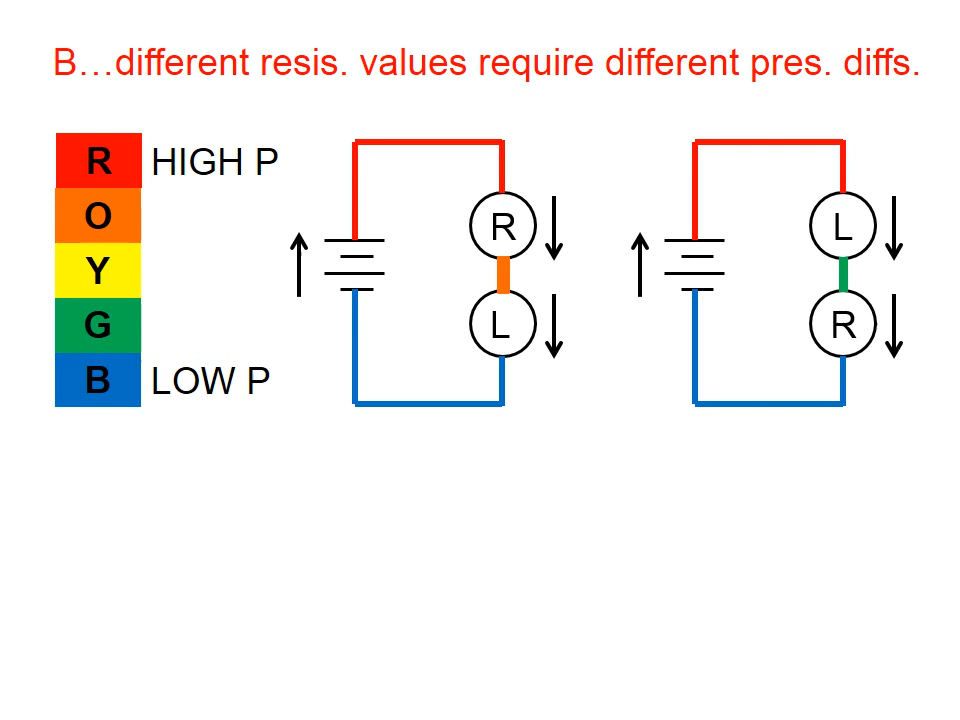 B…different resis. values require different pres. diffs.
R HIGH P
O
Y
G
B LOW P
R
L
L
R